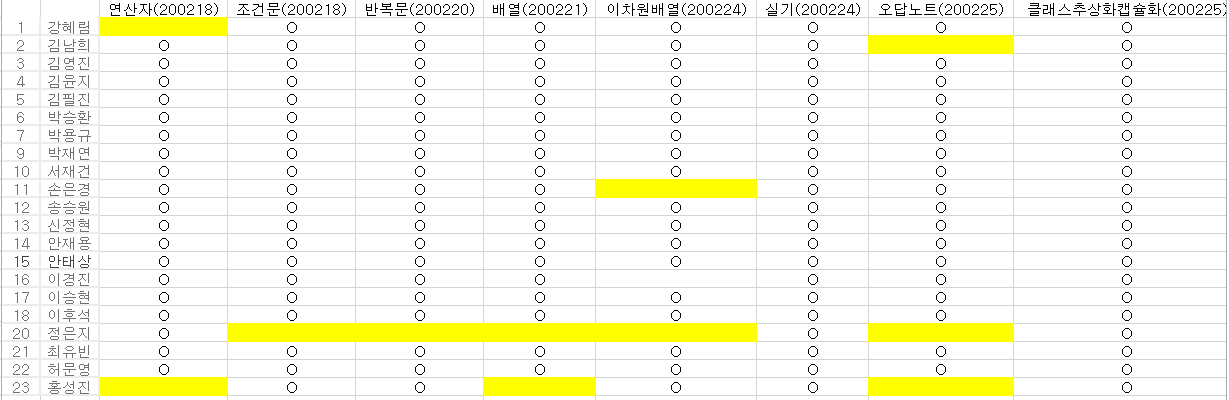 연산자(200218) 조건문(200218) 반복문(200220) 배열(200221) 이차원배열(200224) 실기(200224) 오답노트(200225) 클래스추상화캡슐화(200225)
1 강혜림 ○ ○ ○ ○ ○ ○ ○
2 김남희 ○ ○ ○ ○ ○ ○ ○
3 김영진 ○ ○ ○ ○ ○ ○ ○ ○
4 김윤지 ○ ○ ○ ○ ○ ○ ○ ○
5 김필진 ○ ○ ○ ○ ○ ○ ○ ○
6 박승환 ○ ○ ○ ○ ○ ○ ○ ○
7 박용규 ○ ○ ○ ○ ○ ○ ○ ○
9 박재연 ○ ○ ○ ○ ○ ○ ○ ○
10 서재건 ○ ○ ○ ○ ○ ○ ○ ○
11 손은경 ○ ○ ○ ○ ○ ○ ○
12 송승원 ○ ○ ○ ○ ○ ○ ○ ○
13 신정현 ○ ○ ○ ○ ○ ○ ○ ○
14 안재용 ○ ○ ○ ○ ○ ○ ○ ○
15 안태상 ○ ○ ○ ○ ○ ○ ○ ○
16 이경진 ○ ○ ○ ○ ○ ○ ○
17 이승현 ○ ○ ○ ○ ○ ○ ○ ○
18 이후석 ○ ○ ○ ○ ○ ○ ○ ○
20 정은지 ○ ○ ○
21 최유빈 ○ ○ ○ ○ ○ ○ ○ ○
22 허문영 ○ ○ ○ ○ ○ ○ ○ ○
23 홍성진 ○ ○ ○ ○ ○